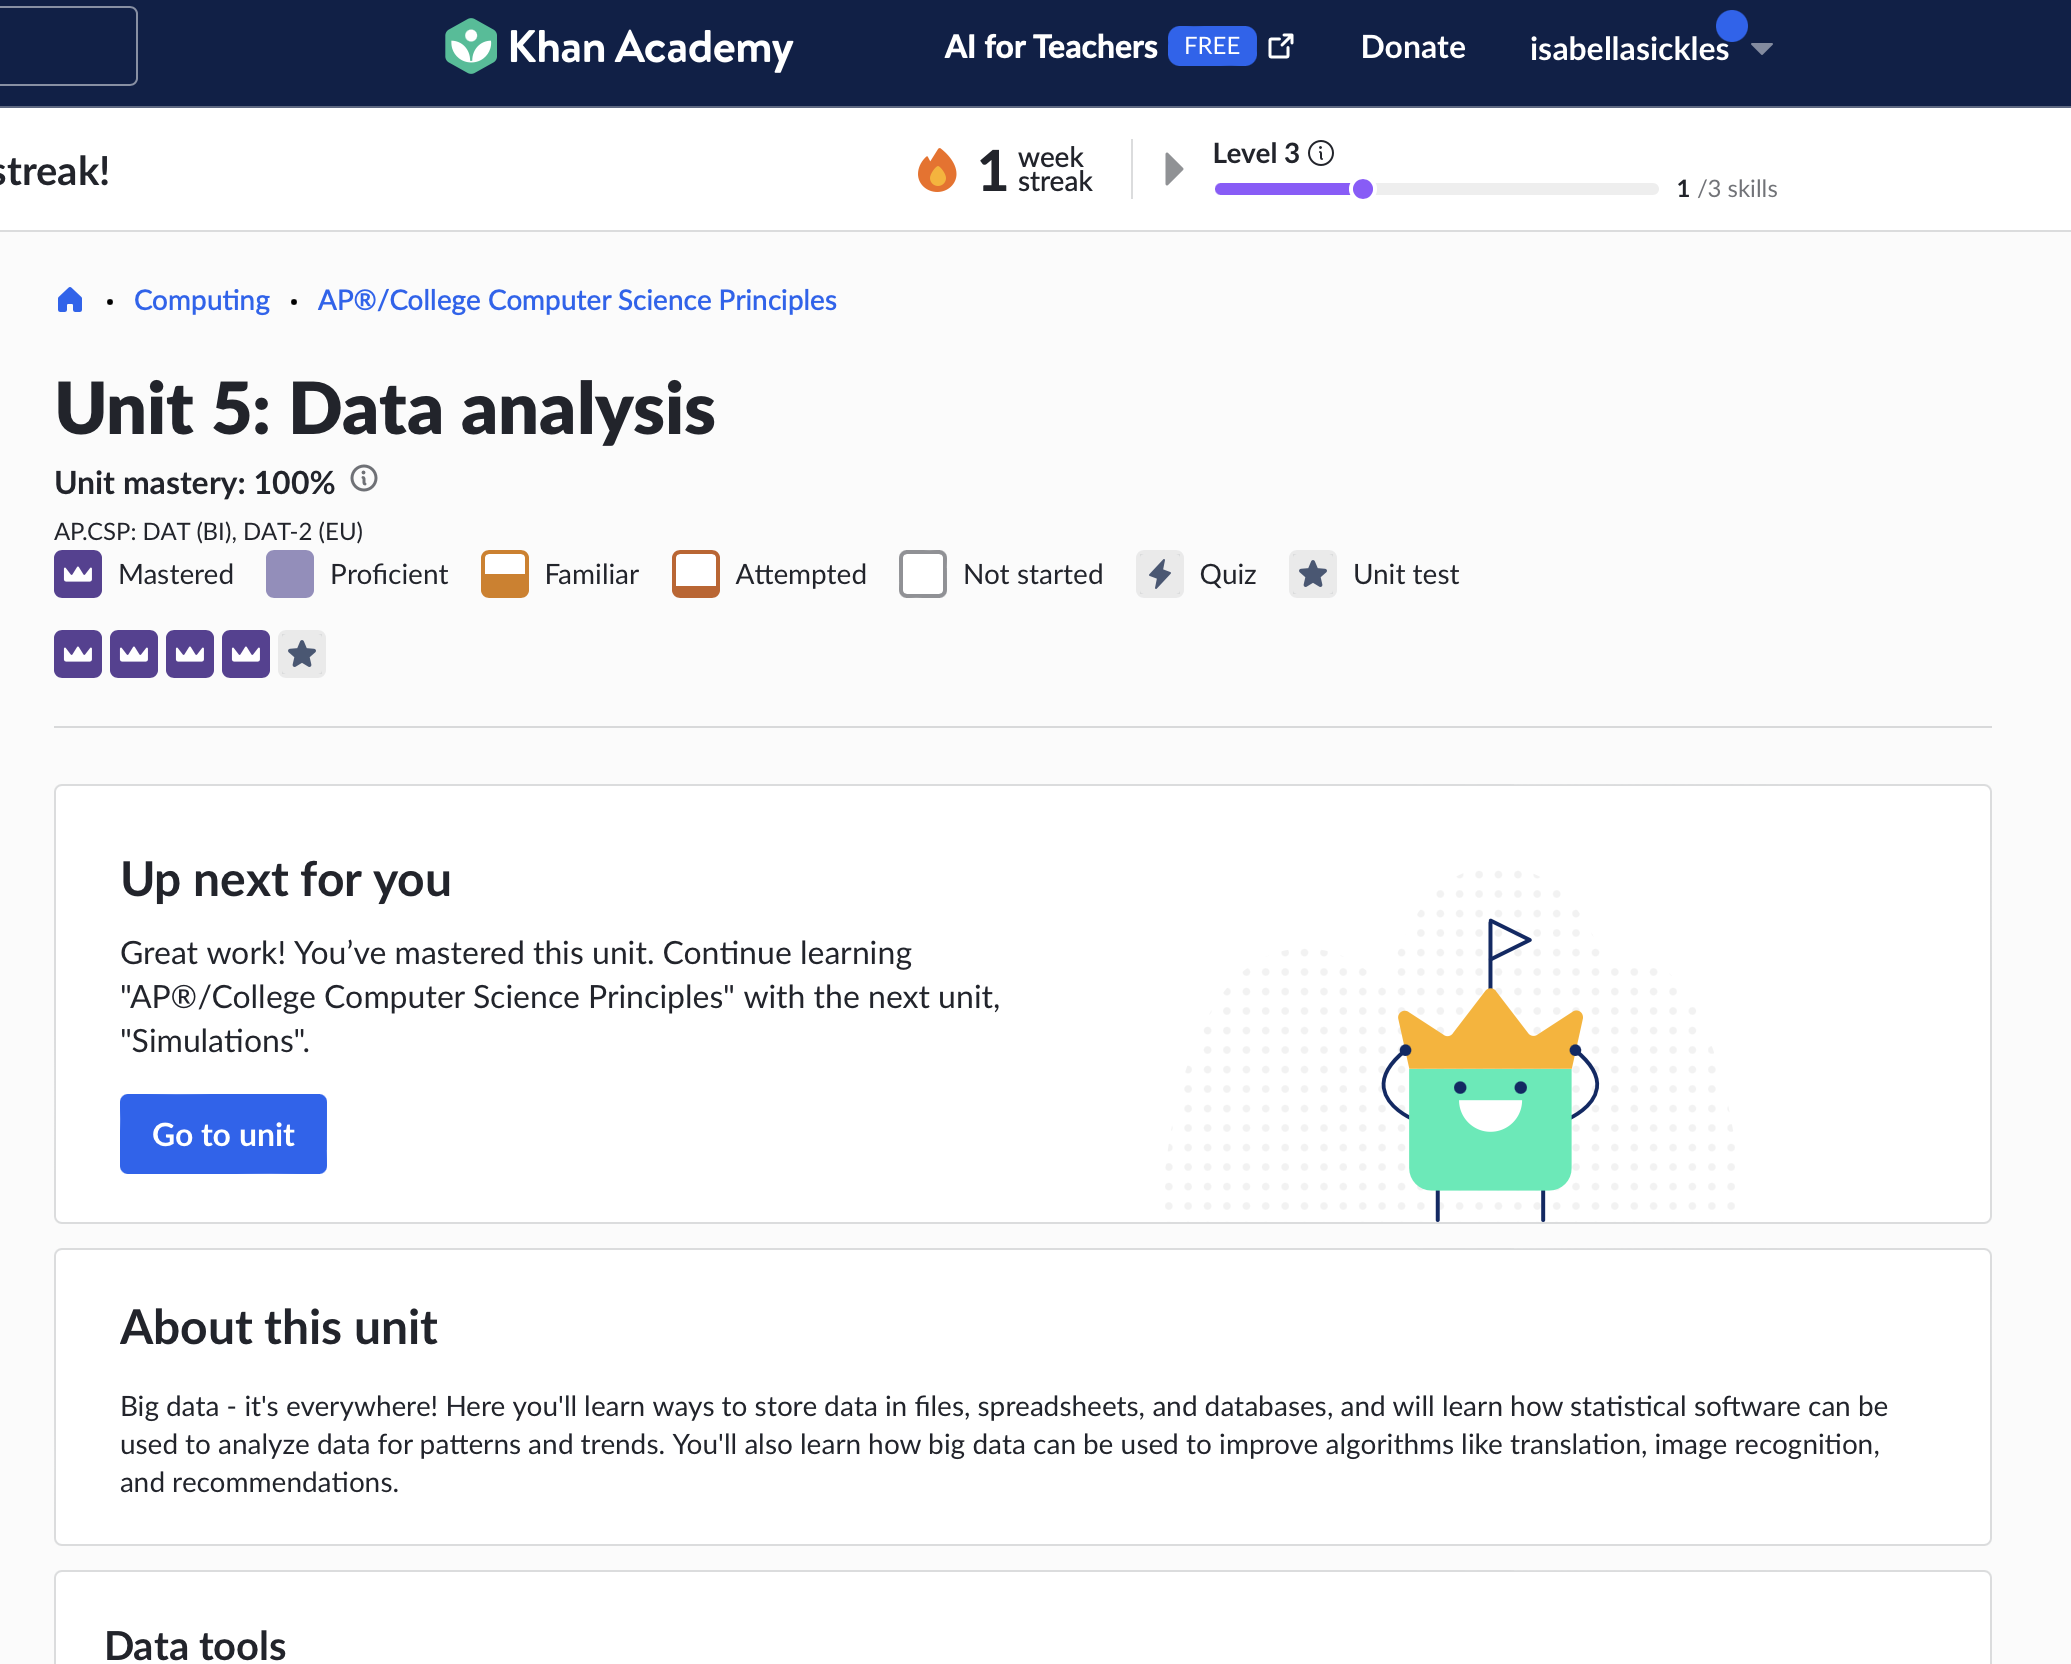 Khan Academy
AI for Teachers FREE Donate isabellasickles
streak!
1 week streak
Level 3
1 /3 skills
Computing • AP®/College Computer Science Principles
Unit 5: Data analysis
Unit mastery: 100%
AP.CSP: DAT (BI), DAT-2 (EU)
Mastered Proficient Familiar Attempted Not started Quiz Unit test
Up next for you
Great work! You’ve mastered this unit. Continue learning
"AP®/College Computer Science Principles" with the next unit,
"Simulations".
Go to unit
About this unit
Big data - it's everywhere! Here you'll learn ways to store data in files, spreadsheets, and databases, and will learn how statistical software can be
used to analyze data for patterns and trends. You'll also learn how big data can be used to improve algorithms like translation, image recognition,
and recommendations.
Data tools